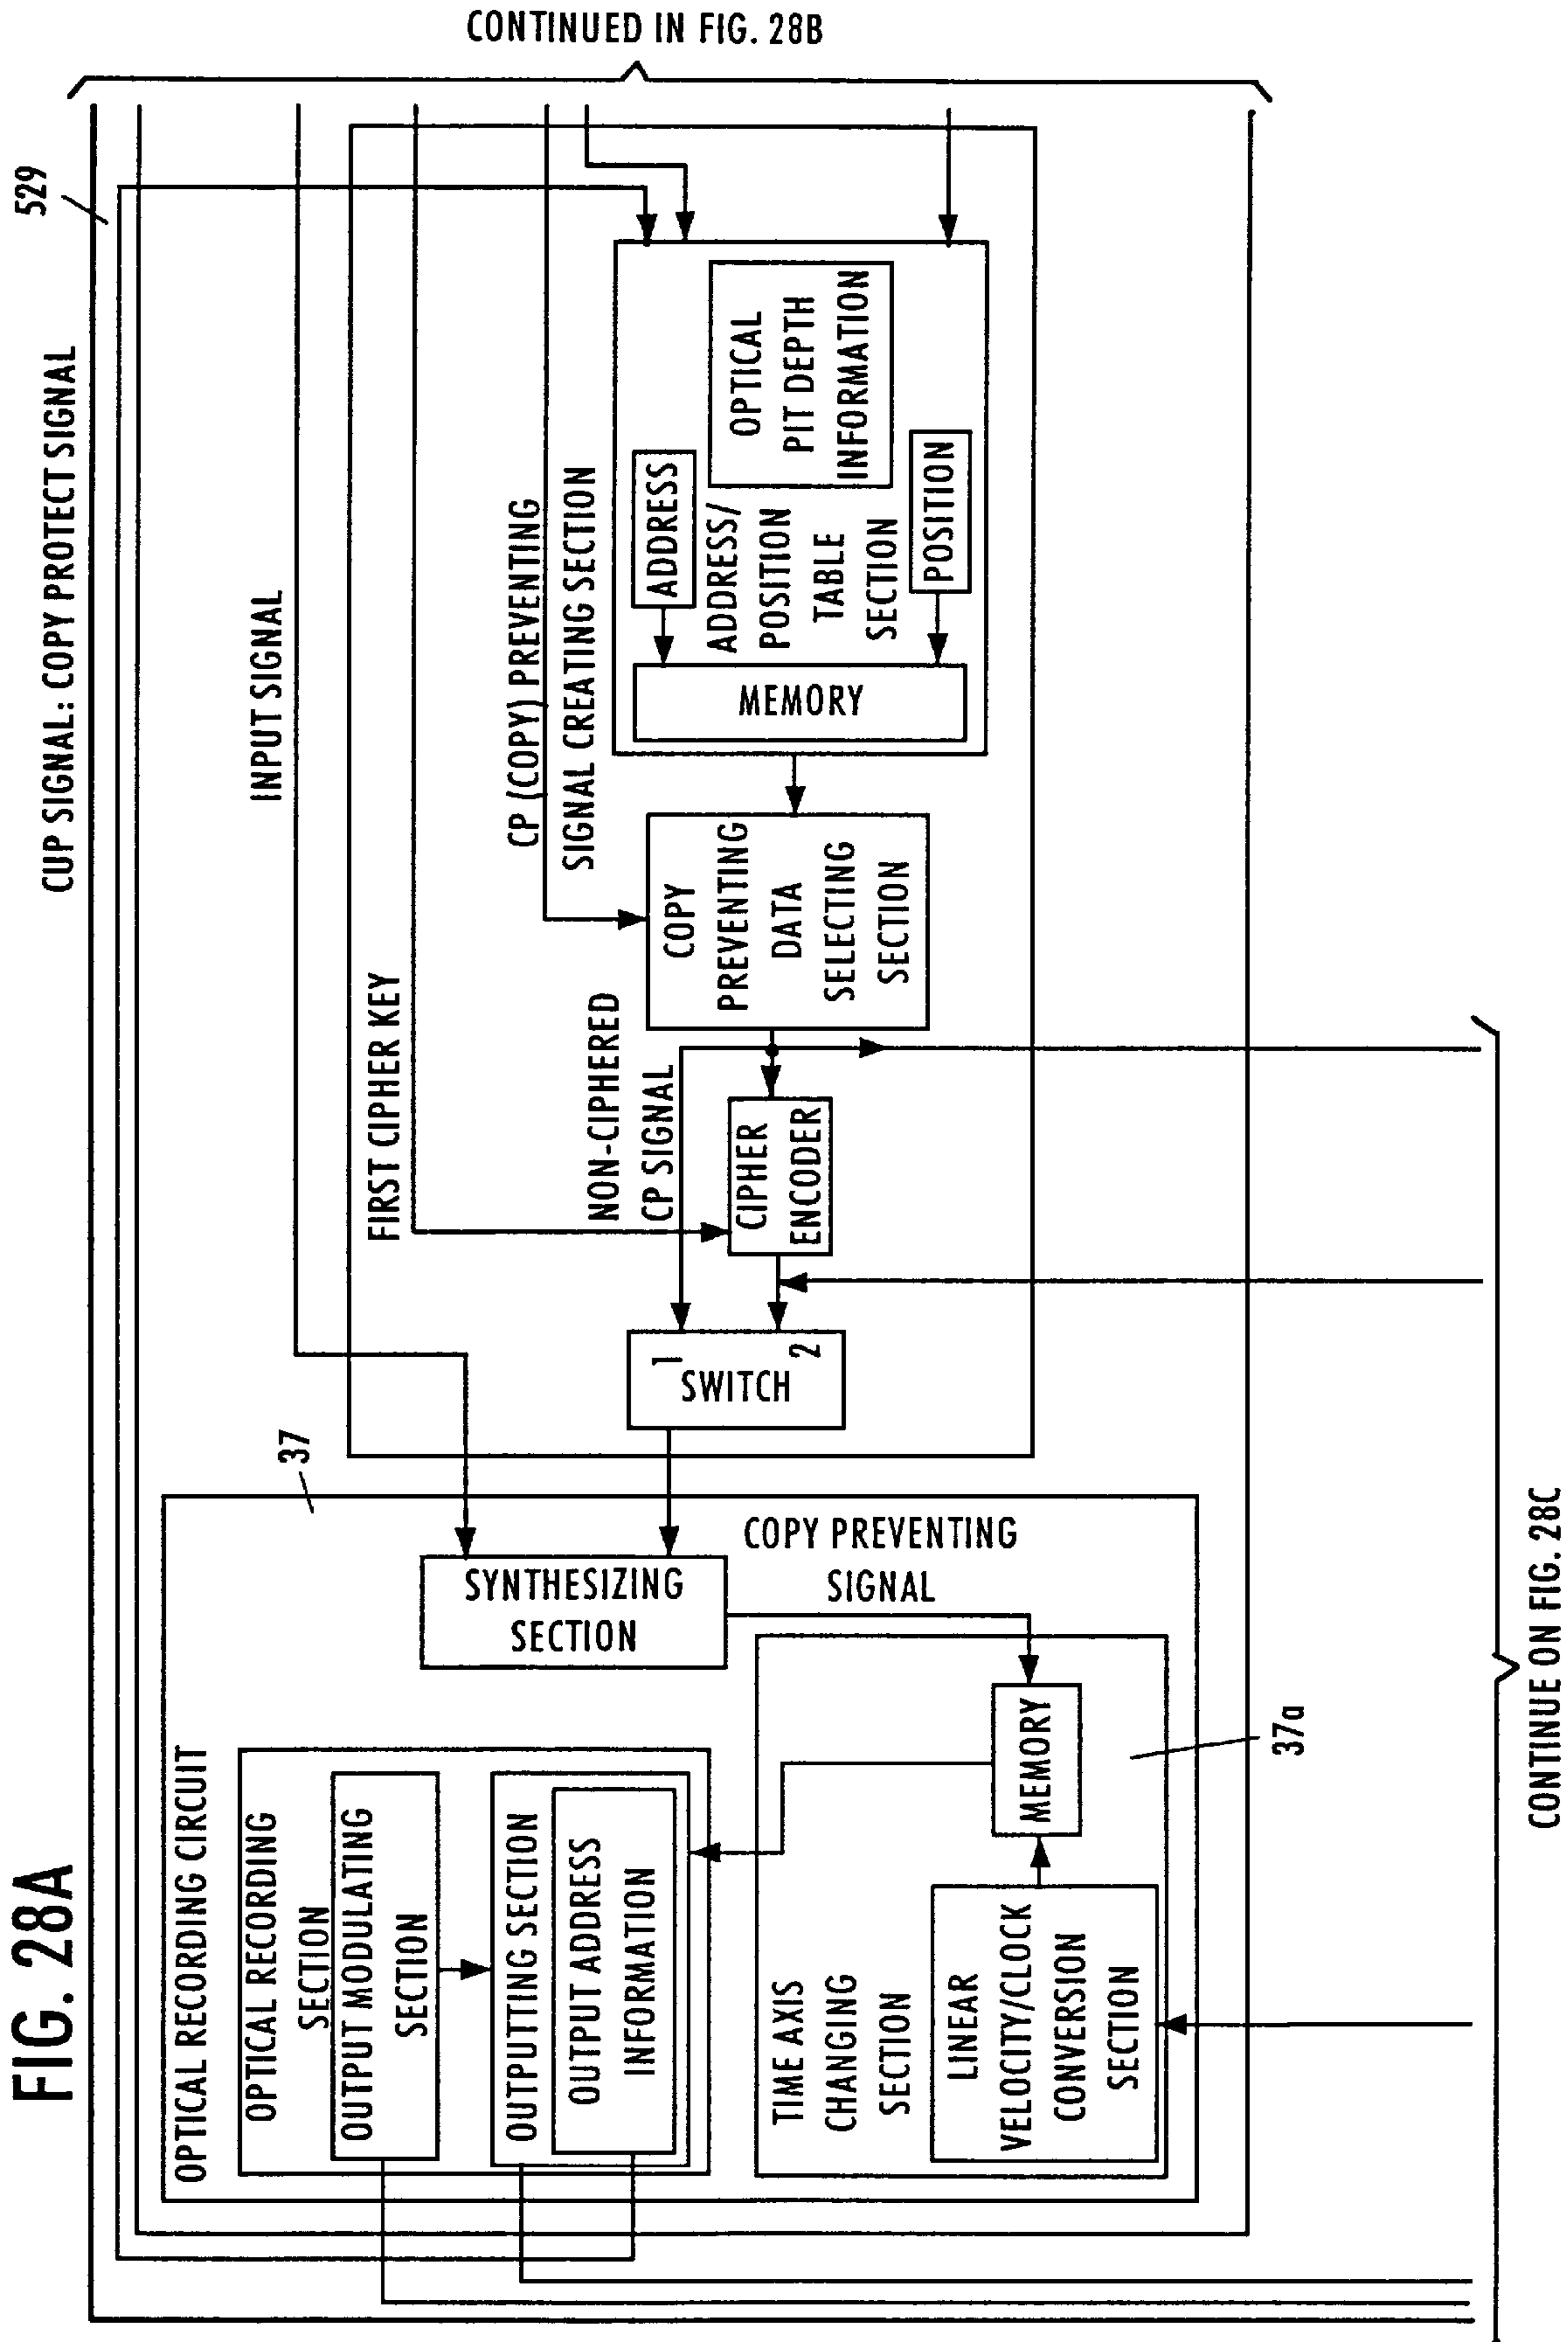 FIG. 28A
CUP SIGNAL: COPY PROTECT SIGNAL
529
CONTINUED IN FIG. 28B
INPUT SIGNAL
FIRST CIPHER KEY
CP (COPY) PREVENTING
SIGNAL CREATING SECTION
NON-CIPHERED
CP SIGNAL
37
OPTICAL RECORDING CIRCUIT
OPTICAL RECORDING
SECTION
OUTPUT MODULATING
SECTION
OUTPUTTING SECTION
OUTPUT ADDRESS
INFORMATION
SYNTHESIZING
SECTION
COPY PREVENTING
SIGNAL
1
SWITCH
2
CIPHER
ENCODER
COPY
PREVENTING
DATA
SELECTING
SECTION
MEMORY
ADDRESS
ADDRESS/
POSITION
TABLE
SECTION
POSITION
OPTICAL
PIT DEPTH
INFORMATION
TIME AXIS
CHANGING
SECTION
LINEAR
VELOCITY/CLOCK
CONVERSION
SECTION
MEMORY
37a
CONTINUE ON FIG. 28C